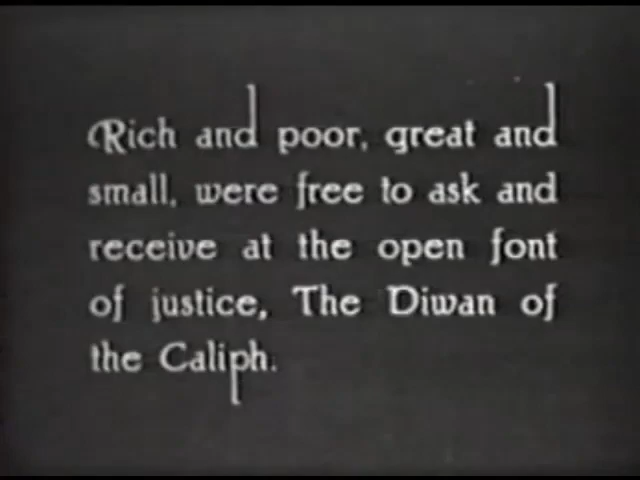 Rich and poor, great and
small, were free to ask and
receive at the open font
of justice, The Diwan of
the Caliph.